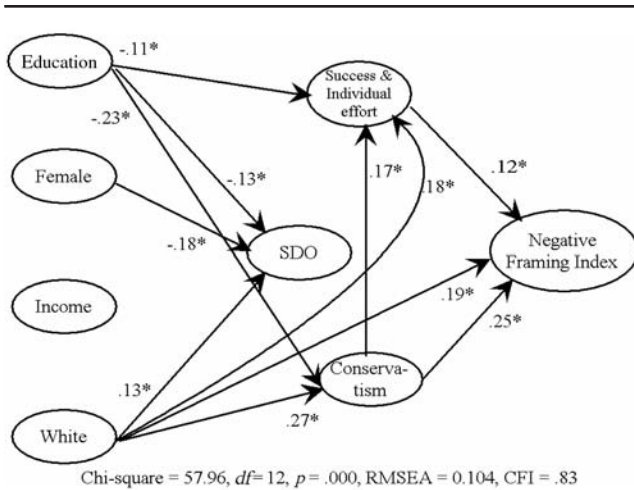 -.11*
Education
Success &
Individual
effort
-.23*
-.13*
.17*
.18*
.12*
Female
-.18*
SDO
Negative
Framing Index
.19*
Income
.25*
Conserva-
tism
.13*
.27*
White
Chi-square = 57.96, df=12, p = .000, RMSEA = 0.104, CFI = .83